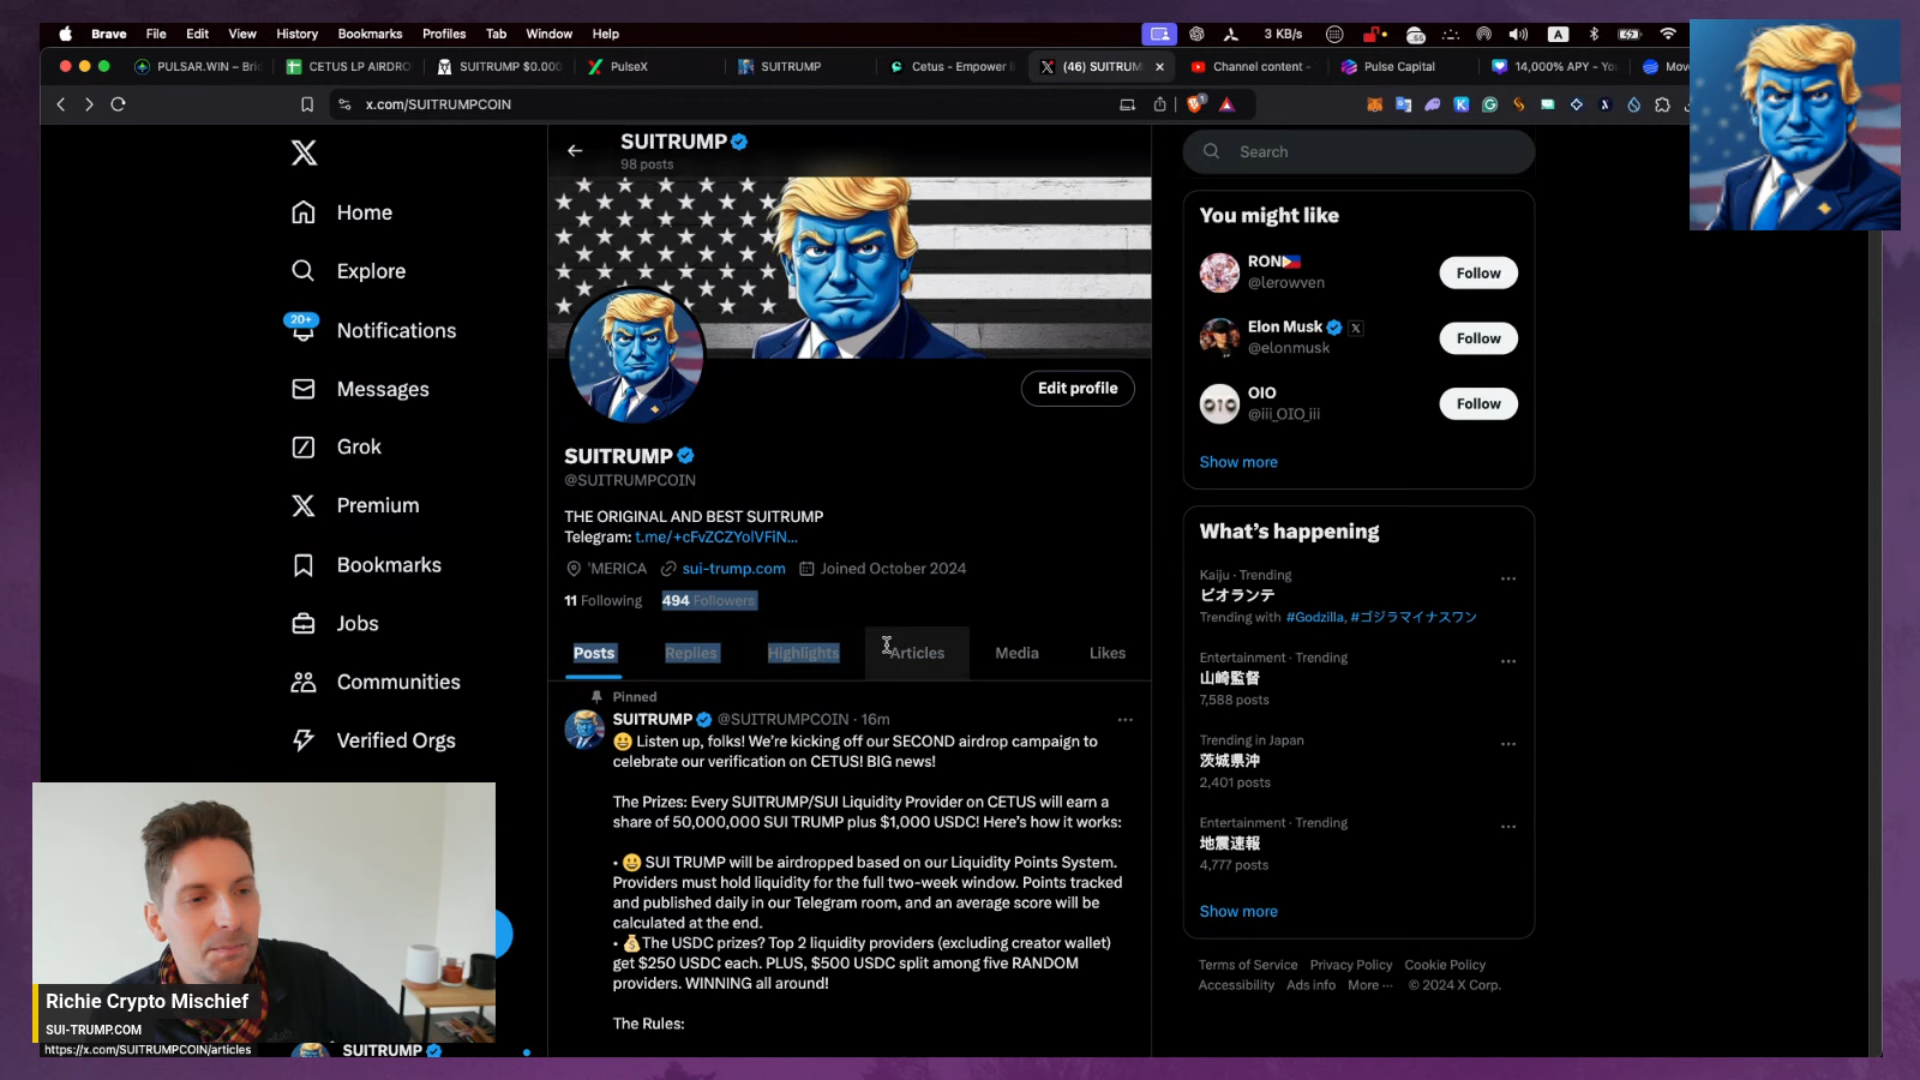 Brave File Edit View History Bookmarks Profiles Tab Window Help
3 KB/s A
PULSAR.WIN – Bri CETUS LP AIRDRO SUITRUMP $0.000 PulseX SUITRUMP Cetus - Empower (46) SUITRUM Channel content - Pulse Capital 14,000% APY - Yo Mov
x.com/SUITRUMPCOIN
SUITRUMP
98 posts
Home
Explore
20+
Notifications
Messages
Grok
Premium
Bookmarks
Jobs
Communities
Verified Orgs
Edit profile
SUITRUMP
@SUITRUMPCOIN
THE ORIGINAL AND BEST SUITRUMP
Telegram: t.me/+cFvZCZYolVFiN...
'MERICA sui-trump.com Joined October 2024
11 Following 494 Followers
Posts Replies Highlights Articles Media Likes
Pinned
SUITRUMP @SUITRUMPCOIN · 16m
😀 Listen up, folks! We're kicking off our SECOND airdrop campaign to
celebrate our verification on CETUS! BIG news!
The Prizes: Every SUITRUMP/SUI Liquidity Provider on CETUS will earn a
share of 50,000,000 SUI TRUMP plus $1,000 USDC! Here's how it works:
• 😀 SUI TRUMP will be airdropped based on our Liquidity Points System.
Providers must hold liquidity for the full two-week window. Points tracked
and published daily in our Telegram room, and an average score will be
calculated at the end.
• 💰The USDC prizes? Top 2 liquidity providers (excluding creator wallet)
get $250 USDC each. PLUS, $500 USDC split among five RANDOM
providers. WINNING all around!
The Rules:
Search
You might like
RON🇵🇭
@lerowven
Follow
Elon Musk
@elonmusk
Follow
OIO
@iii_OIO_iii
Follow
Show more
What's happening
Kaiju · Trending
ビオランテ
Trending with #Godzilla, #ゴジラマイナスワン
Entertainment · Trending
山崎監督
7,588 posts
Trending in Japan
茨城県沖
2,401 posts
Entertainment · Trending
地震速報
4,777 posts
Show more
Terms of Service Privacy Policy Cookie Policy
Accessibility Ads info More ··· © 2024 X Corp.
Richie Crypto Mischief
SUI-TRUMP.COM
https://x.com/SUITRUMPCOIN/articles
SUITRUMP